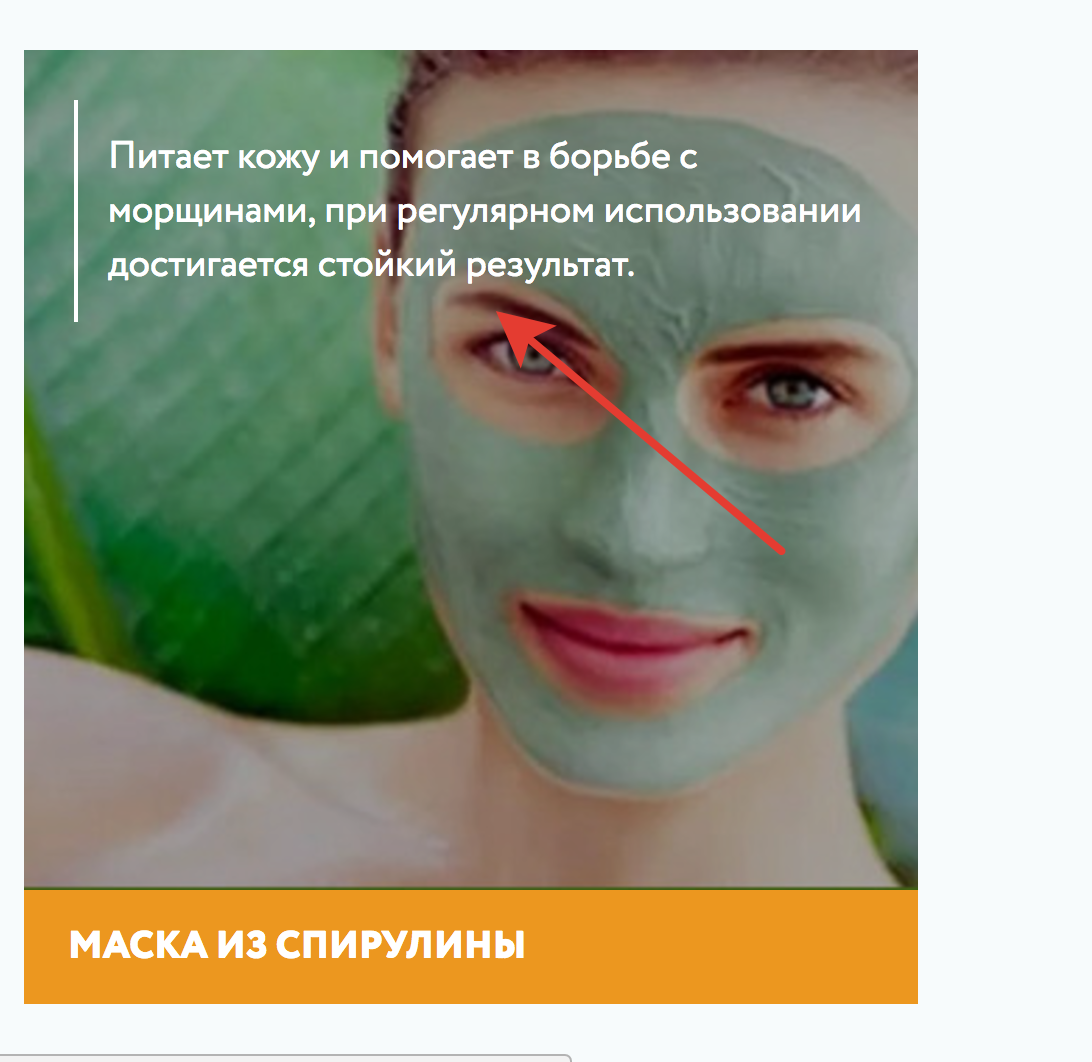 Питает кожу и помогает в борьбе с
морщинами, при регулярном использовании
достигается стойкий результат.
МАСКА ИЗ СПИРУЛИНЫ